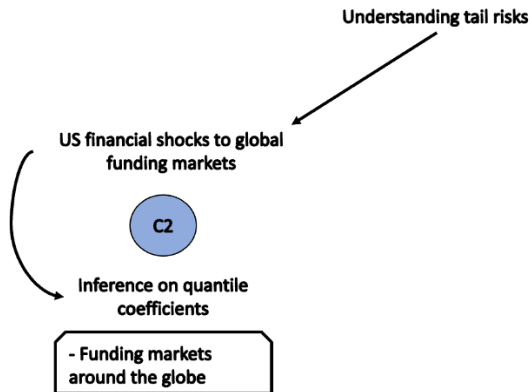 Understanding tail risks
US financial shocks to global
funding markets
C2
Inference on quantile
coefficients
- Funding markets
around the globe